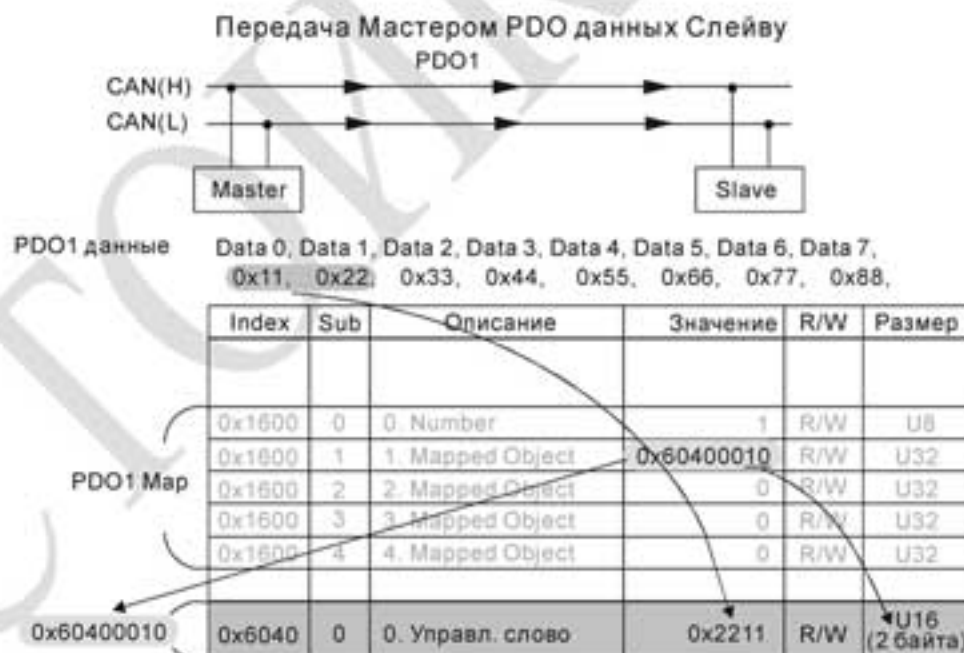 Передача Мастером PDO данных Слейву
PDO1
CAN(H)
CAN(L)
Master
Slave
PDO1 данные
Data 0, Data 1, Data 2, Data 3, Data 4, Data 5, Data 6, Data 7,
0x11, 0x22, 0x33, 0x44, 0x55, 0x66, 0x77, 0x88,
Index Sub Описание Значение R/W Размер
0x1600 0 0. Number 1 R/W U8
0x1600 1 1. Mapped Object 0x60400010 R/W U32
PDO1 Map
0x1600 2 2. Mapped Object 0 R/W U32
0x1600 3 3. Mapped Object 0 R/W U32
0x1600 4 4. Mapped Object 0 R/W U32
0x60400010
0x6040 0 0. Управл. слово 0x2211 R/W U16
(2 байта)